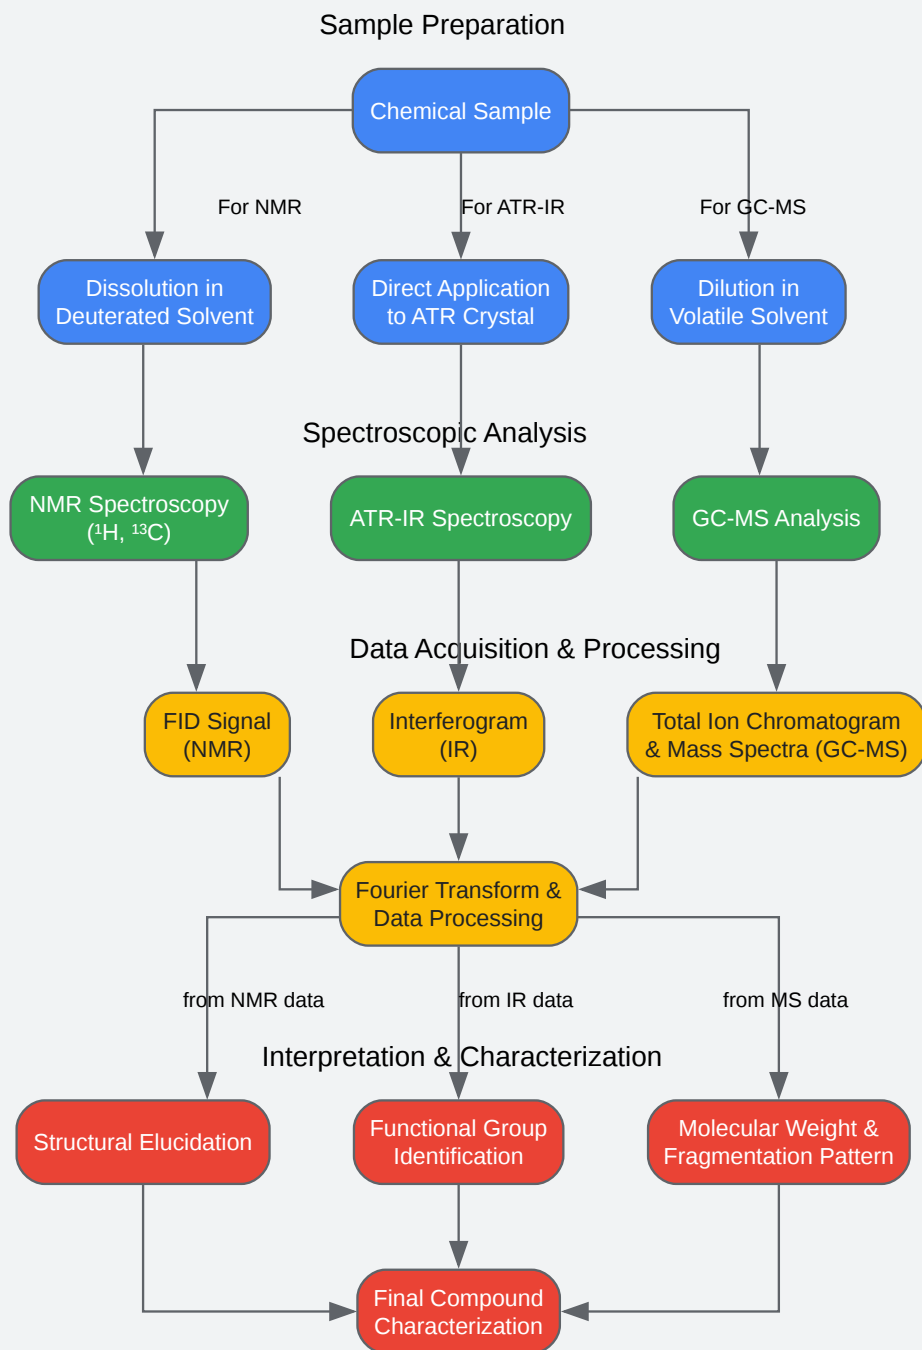 Sample Preparation
Chemical Sample
For NMR
For ATR-IR
For GC-MS
Dissolution in
Deuterated Solvent
Direct Application
to ATR Crystal
Dilution in
Volatile Solvent
Spectroscopic Analysis
NMR Spectroscopy
(¹H, ¹³C)
ATR-IR Spectroscopy
GC-MS Analysis
Data Acquisition & Processing
FID Signal
(NMR)
Interferogram
(IR)
Total Ion Chromatogram
& Mass Spectra (GC-MS)
Fourier Transform &
Data Processing
from NMR data
from IR data
from MS data
Interpretation & Characterization
Structural Elucidation
Functional Group
Identification
Molecular Weight &
Fragmentation Pattern
Final Compound
Characterization